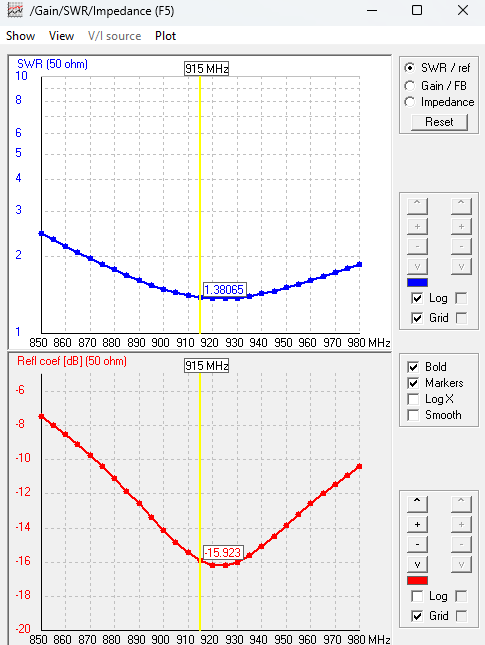 /Gain/SWR/Impedance (F5)
Show View V/I source Plot
SWR (50 ohm)
915 MHz
10
8
6
5
4
3
2
1
1.38065
850 860 870 880 890 900 910 920 930 940 950 960 970 980 MHz
Refl coef [dB] (50 ohm)
915 MHz
-6
-8
-10
-12
-14
-16
-18
-20
-15.923
850 860 870 880 890 900 910 920 930 940 950 960 970 980 MHz
SWR / ref
Gain / FB
Impedance
Reset
^ ^
+ +
- -
v v
Log
Grid
Bold
Markers
Log X
Smooth
^ ^
+ +
- -
v v
Log
Grid